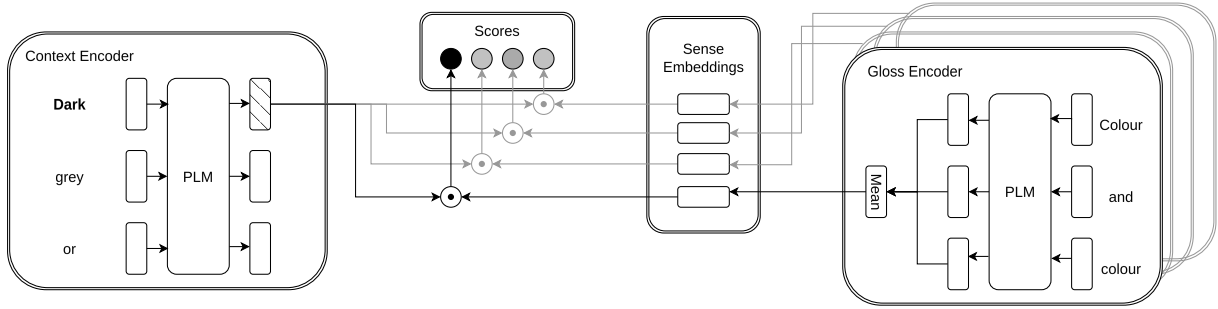 Context Encoder
Dark
grey
or
PLM
Scores
Sense
Embeddings
Gloss Encoder
Mean
PLM
Colour
and
colour